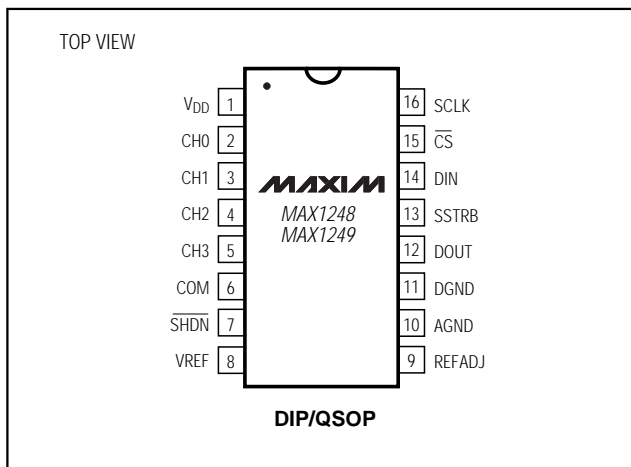 TOP VIEW
VDD 1
CH0 2
CH1 3
CH2 4
CH3 5
COM 6
SHDN 7
VREF 8
MAXIM
MAX1248
MAX1249
16 SCLK
15 CS
14 DIN
13 SSTRB
12 DOUT
11 DGND
10 AGND
9 REFADJ
DIP/QSOP